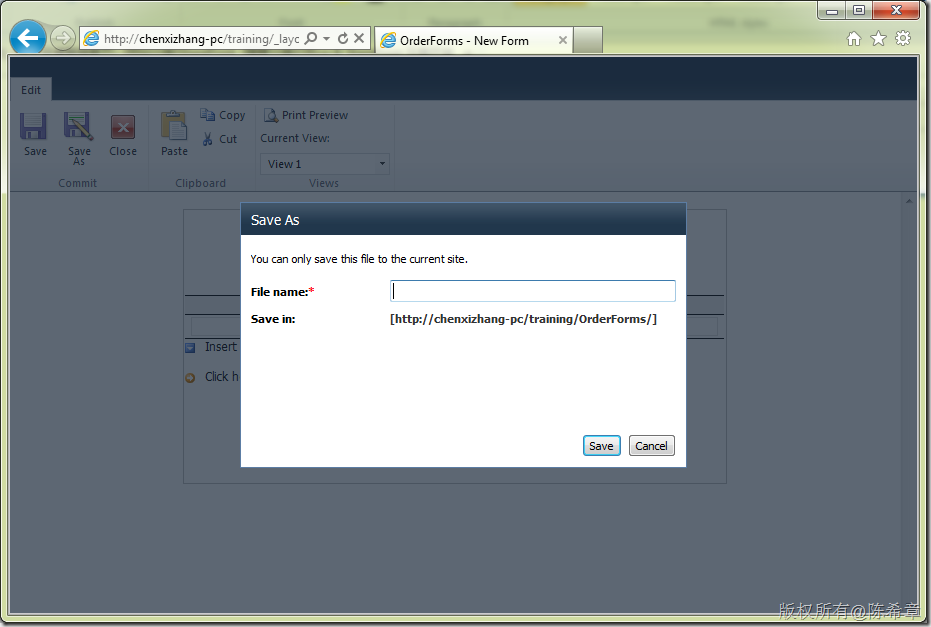 http://chenxizhang-pc/training/_layc
OrderForms - New Form
Edit
Save
Save As
Close
Commit
Paste
Copy
Cut
Clipboard
Print Preview
Current View:
View 1
Views
Save As
You can only save this file to the current site.
File name:*
Save in:
[http://chenxizhang-pc/training/OrderForms/]
Insert
Click h
Save
Cancel
版权所有@陈希章